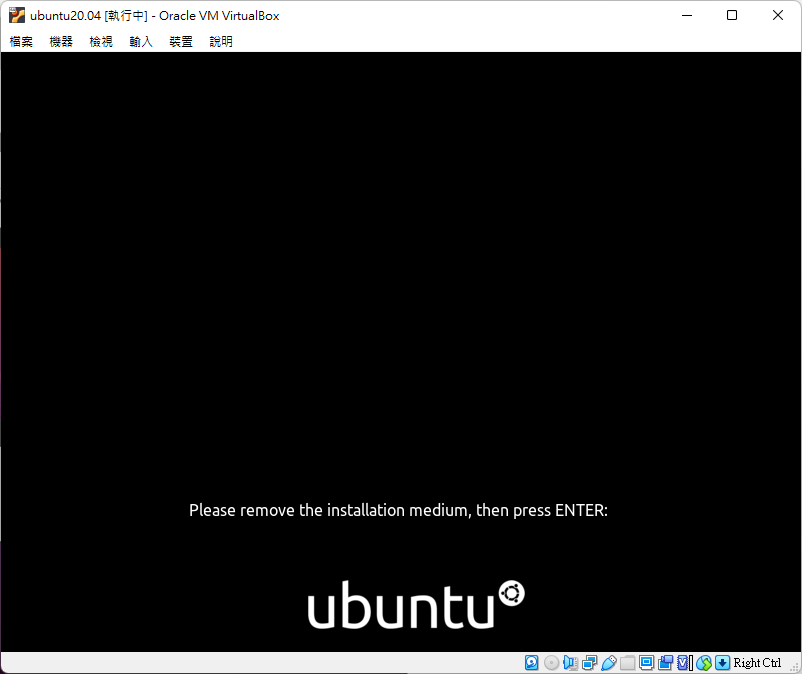 ubuntu20.04 [執行中] - Oracle VM VirtualBox
檔案 機器 檢視 輸入 裝置 說明
Please remove the installation medium, then press ENTER:
ubuntu
Right Ctrl